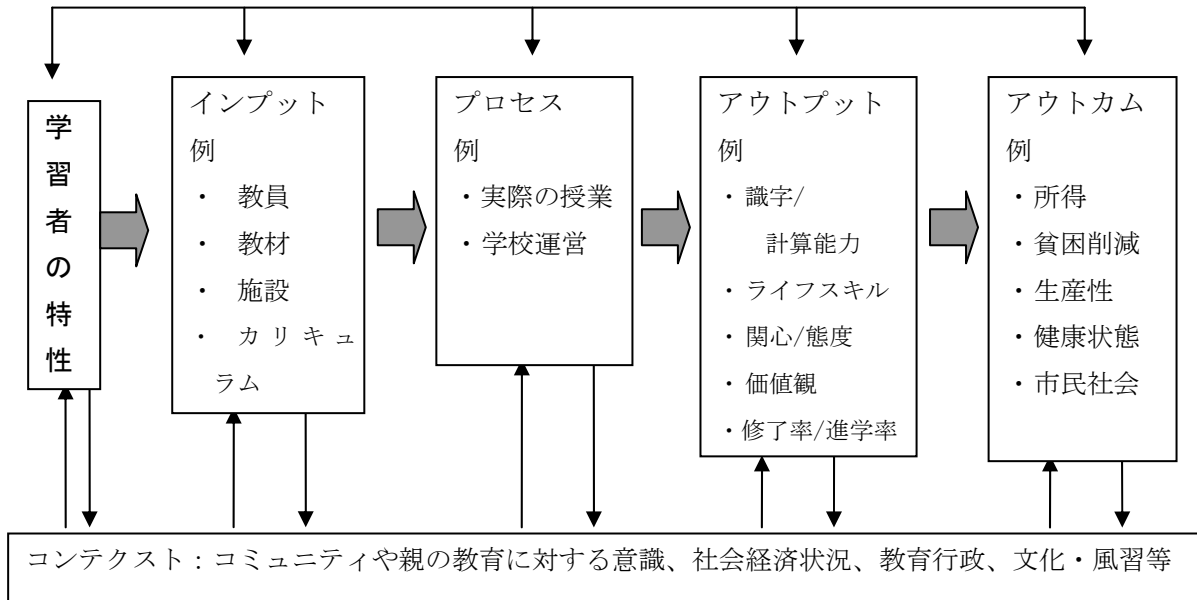 学習者の特性
インプット
例
・ 教員
・ 教材
・ 施設
・ カリキュ
ラム
プロセス
例
・実際の授業
・学校運営
アウトプット
例
・識字/
計算能力
・ライフスキル
・関心/態度
・価値観
・修了率/進学率
アウトカム
例
・所得
・貧困削減
・生産性
・健康状態
・市民社会
コンテクスト：コミュニティや親の教育に対する意識、社会経済状況、教育行政、文化・風習等